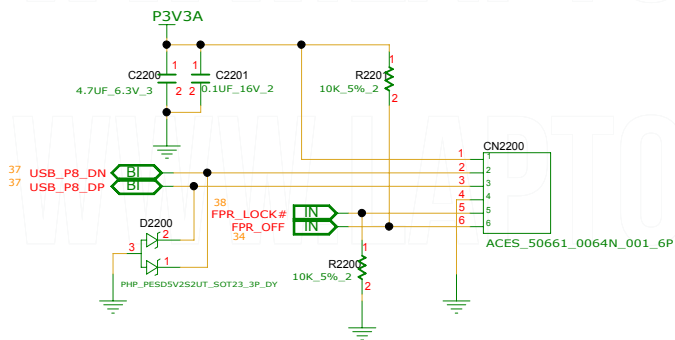 P3V3A
C2200
1
2
4.7UF_6.3V_3
C2201
1
2
0.1UF_16V_2
R2201
1
2
10K_5%_2
CN2200
1 1
2 2
3 3
4 4
5 5
6 6
ACES_50661_0064N_001_6P
37 USB_P8_DN BI
37 USB_P8_DP BI
38
FPR_LOCK# IN
FPR_OFF IN
34
D2200
3
2
1
PHP_PESD5V2S2UT_SOT23_3P_DY
R2200
1
2
10K_5%_2